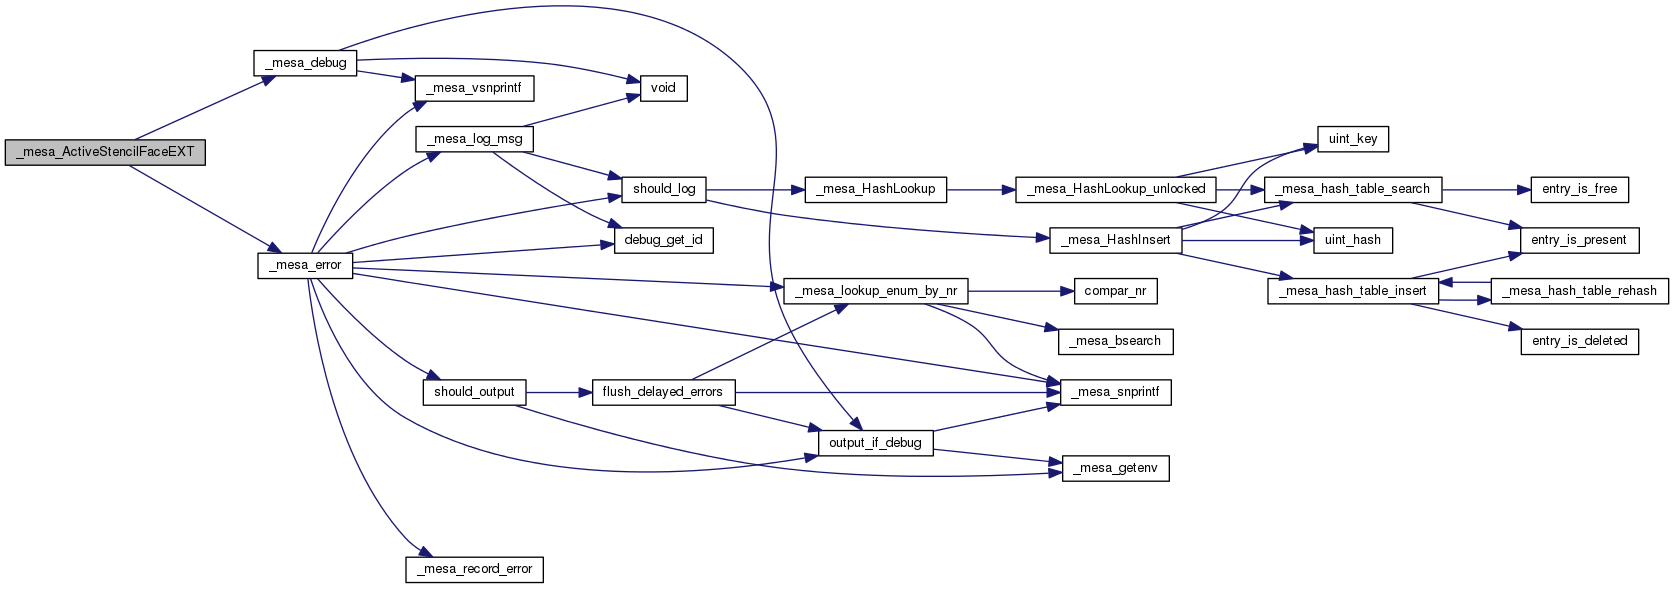 _mesa_ActiveStencilFaceEXT
_mesa_debug
_mesa_error
_mesa_vsnprintf
_mesa_log_msg
should_output
_mesa_record_error
void
should_log
debug_get_id
flush_delayed_errors
_mesa_HashLookup
_mesa_lookup_enum_by_nr
output_if_debug
_mesa_HashLookup_unlocked
_mesa_HashInsert
compar_nr
_mesa_bsearch
_mesa_snprintf
_mesa_getenv
uint_key
_mesa_hash_table_search
uint_hash
_mesa_hash_table_insert
entry_is_free
entry_is_present
_mesa_hash_table_rehash
entry_is_deleted